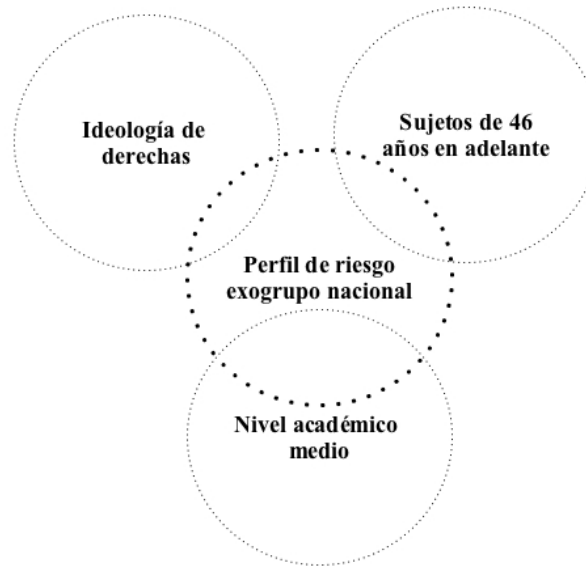 Ideología de
derechas
Sujetos de 46
años en adelante
Perfil de riesgo
exogrupo nacional
Nivel académico
medio